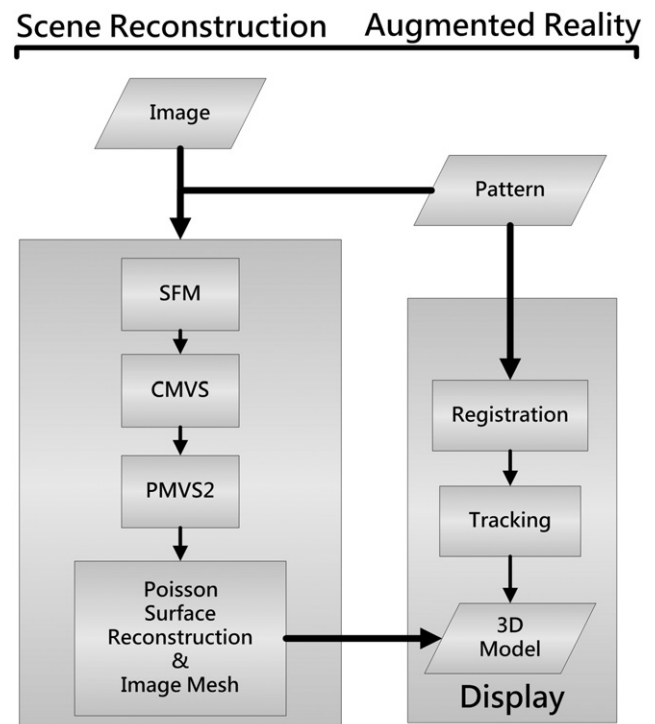 Scene Reconstruction
Augmented Reality
Image
Pattern
SFM
CMVS
PMVS2
Poisson
Surface
Reconstruction
&
Image Mesh
Registration
Tracking
3D
Model
Display